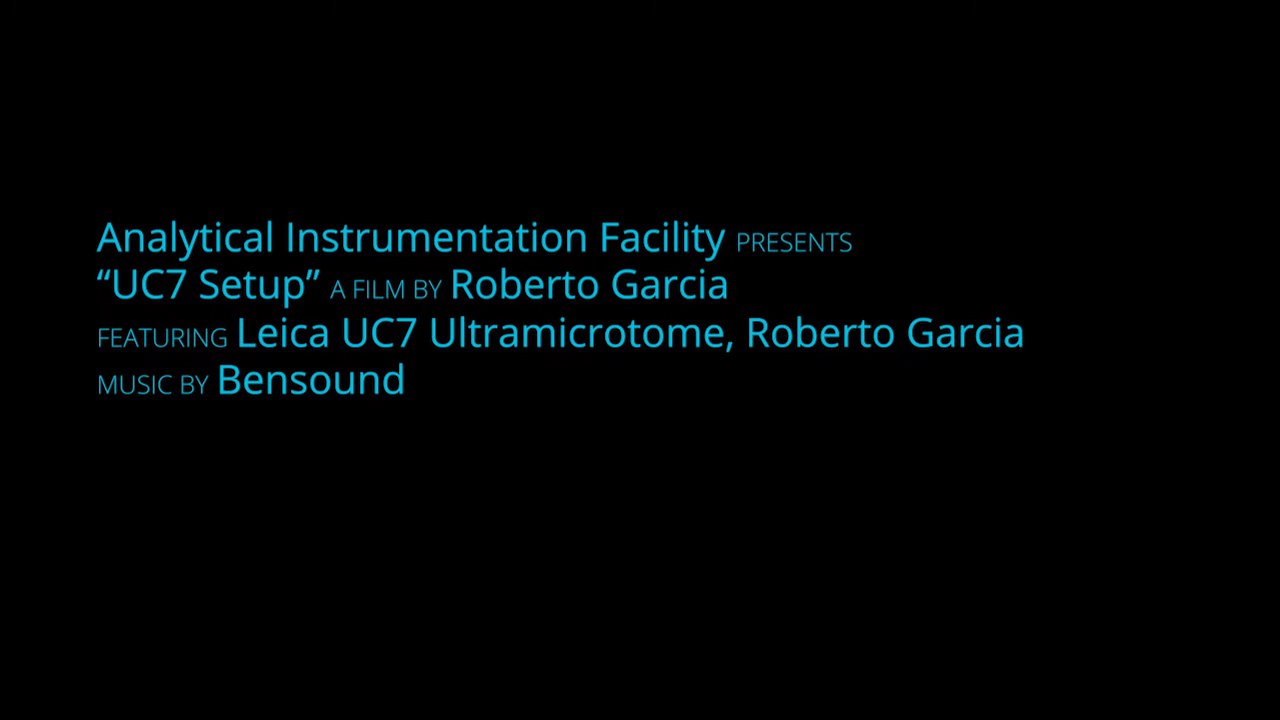 Analytical Instrumentation Facility PRESENTS
“UC7 Setup” A FILM BY Roberto Garcia
FEATURING Leica UC7 Ultramicrotome, Roberto Garcia
MUSIC BY Bensound